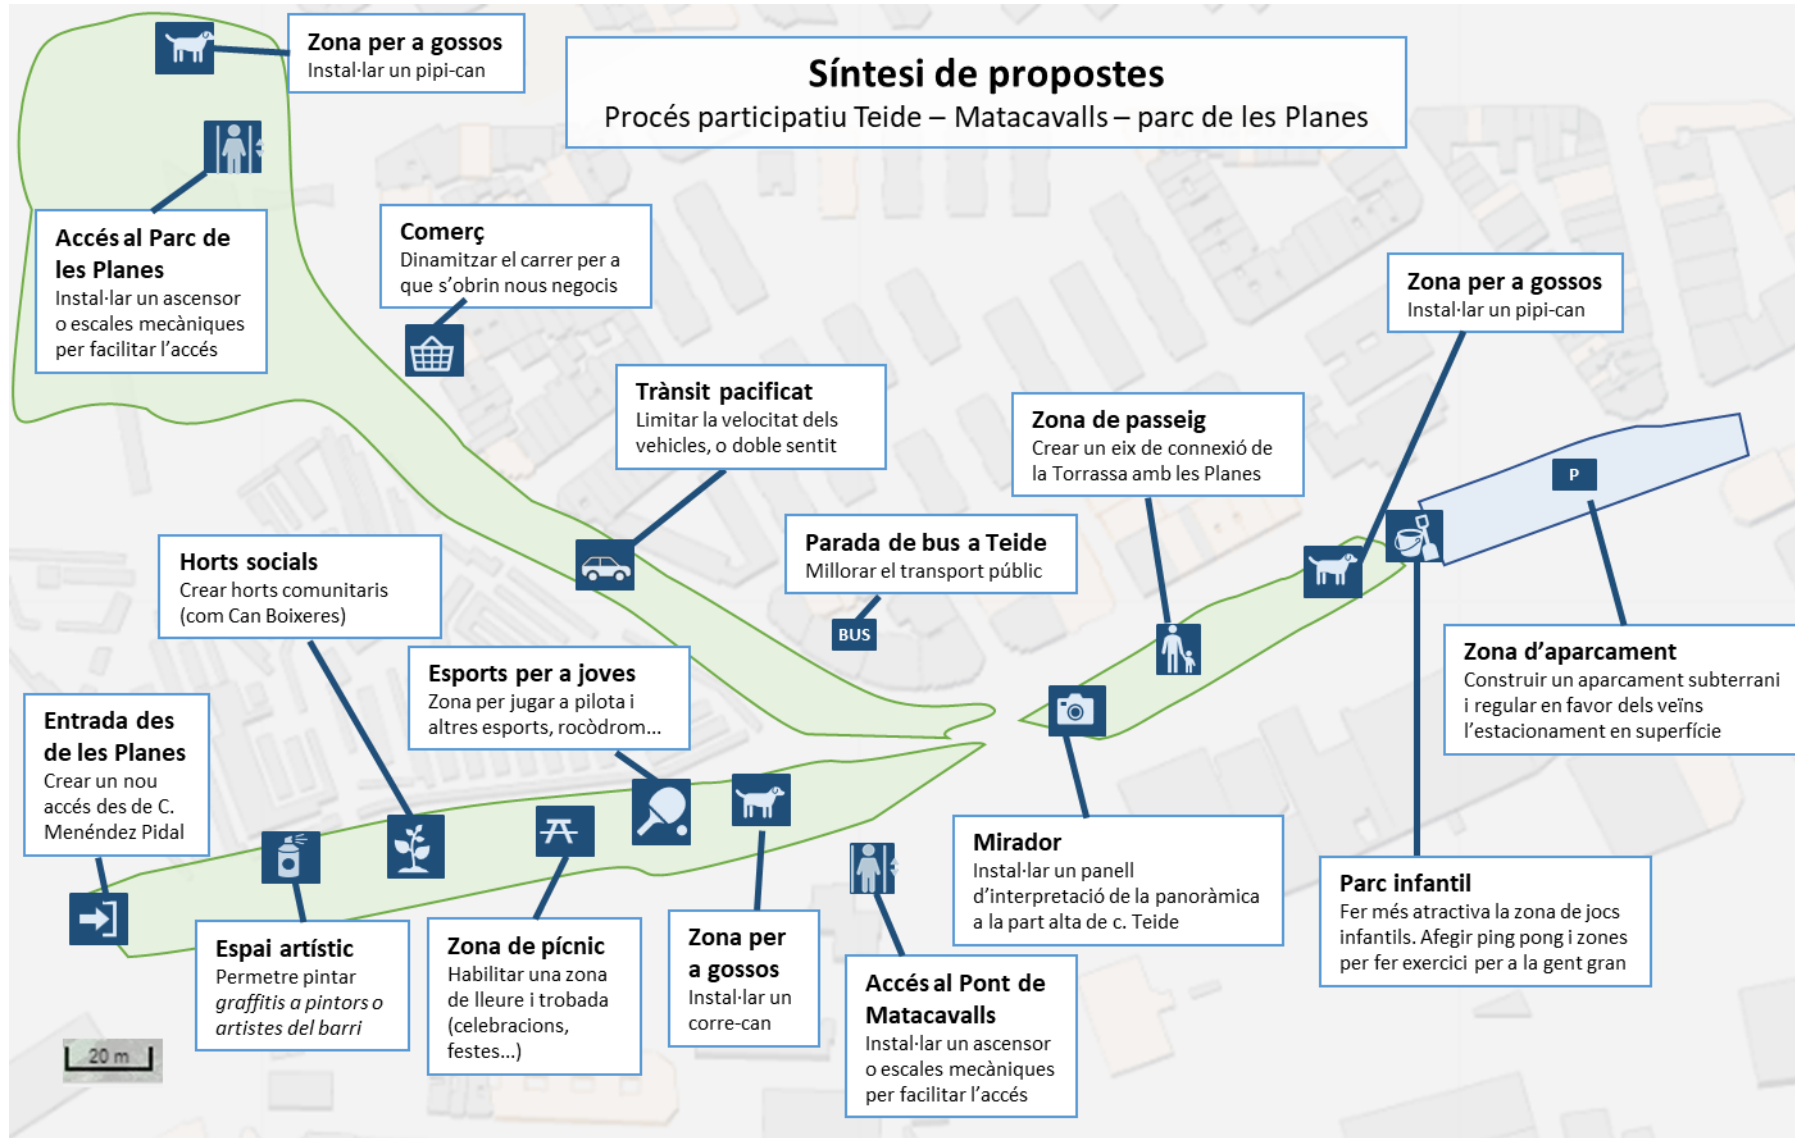 Síntesi de propostes
Procés participatiu Teide – Matacavalls – parc de les Planes
Zona per a gossos
Instal·lar un pipi-can
Accés al Parc de
les Planes
Instal·lar un ascensor
o escales mecàniques
per facilitar l’accés
Comerç
Dinamitzar el carrer per a
que s’obrin nous negocis
Trànsit pacificat
Limitar la velocitat dels
vehicles, o doble sentit
Zona de passeig
Crear un eix de connexió de
la Torrassa amb les Planes
Zona per a gossos
Instal·lar un pipi-can
P
Horts socials
Crear horts comunitaris
(com Can Boixeres)
Parada de bus a Teide
Millorar el transport públic
BUS
Esports per a joves
Zona per jugar a pilota i
altres esports, rocòdrom...
Zona d’aparcament
Construir un aparcament subterrani
i regular en favor dels veïns
l’estacionament en superfície
Entrada des
de les Planes
Crear un nou
accés des de C.
Menéndez Pidal
Mirador
Instal·lar un panell
d’interpretació de la panoràmica
a la part alta de c. Teide
Parc infantil
Fer més atractiva la zona de jocs
infantils. Afegir ping pong i zones
per fer exercici per a la gent gran
Espai artístic
Permetre pintar
graffitis a pintors o
artistes del barri
Zona de pícnic
Habilitar una zona
de lleure i trobada
(celebracions,
festes...)
Zona per
a gossos
Instal·lar un
corre-can
Accés al Pont de
Matacavalls
Instal·lar un ascensor
o escales mecàniques
per facilitar l’accés
20 m